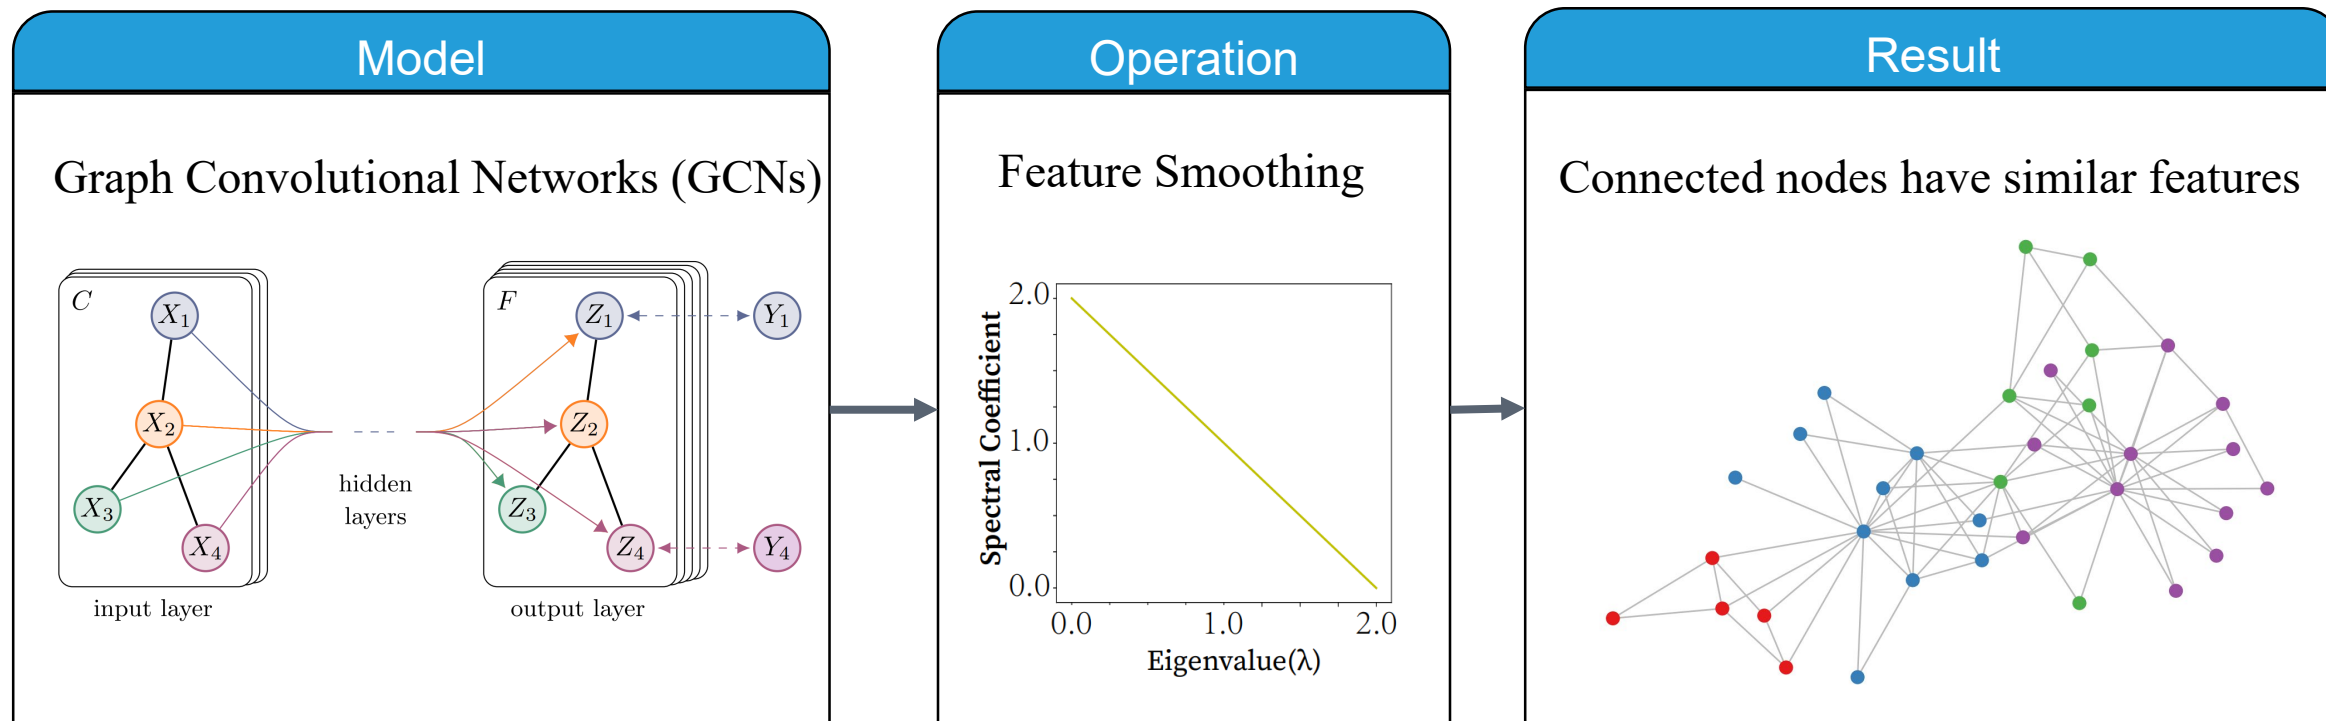 Model
Graph Convolutional Networks (GCNs)
C
X1
X2
X3
X4
input layer
hidden
layers
F
Z1
Z2
Z3
Z4
output layer
Y1
Y4
Operation
Feature Smoothing
Spectral Coefficient
2.0
1.0
0.0
0.0 1.0 2.0
Eigenvalue(λ)
Result
Connected nodes have similar features